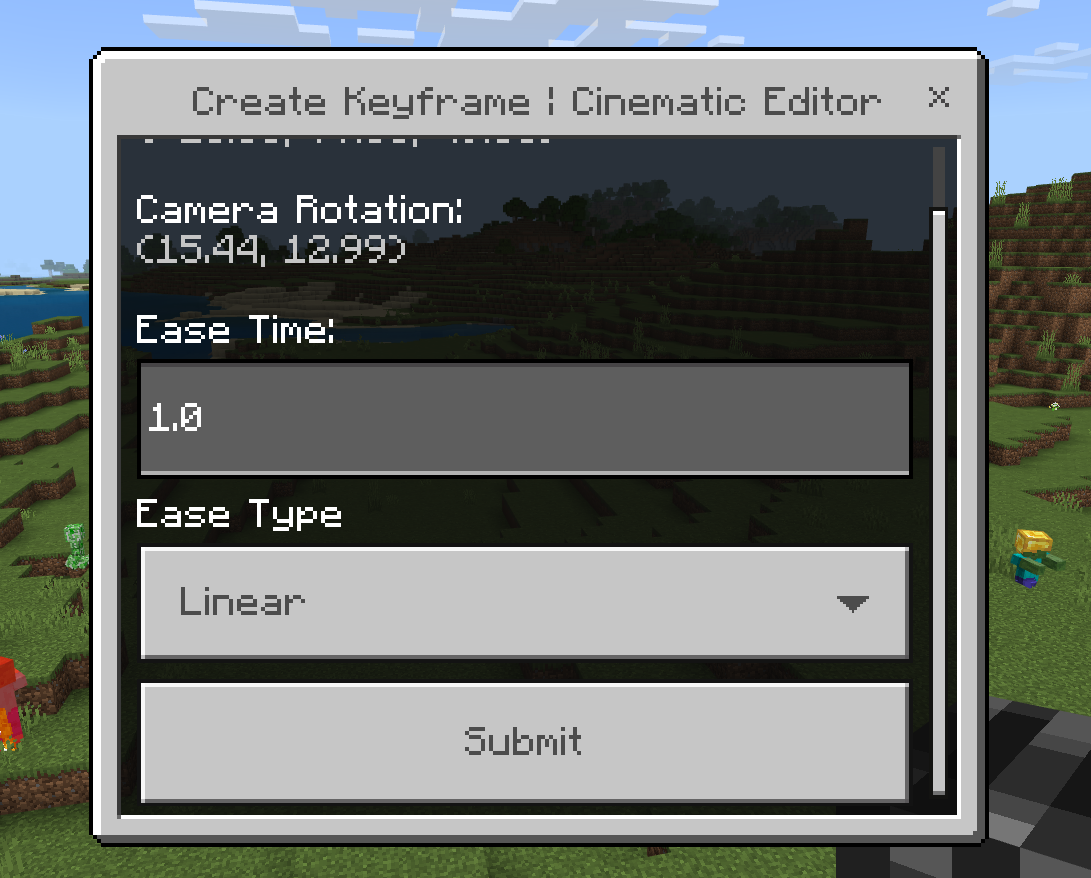 Create Keyframe | Cinematic Editor
Camera Rotation:
(15.44, 12.99)
Ease Time:
1.0
Ease Type
Linear
Submit